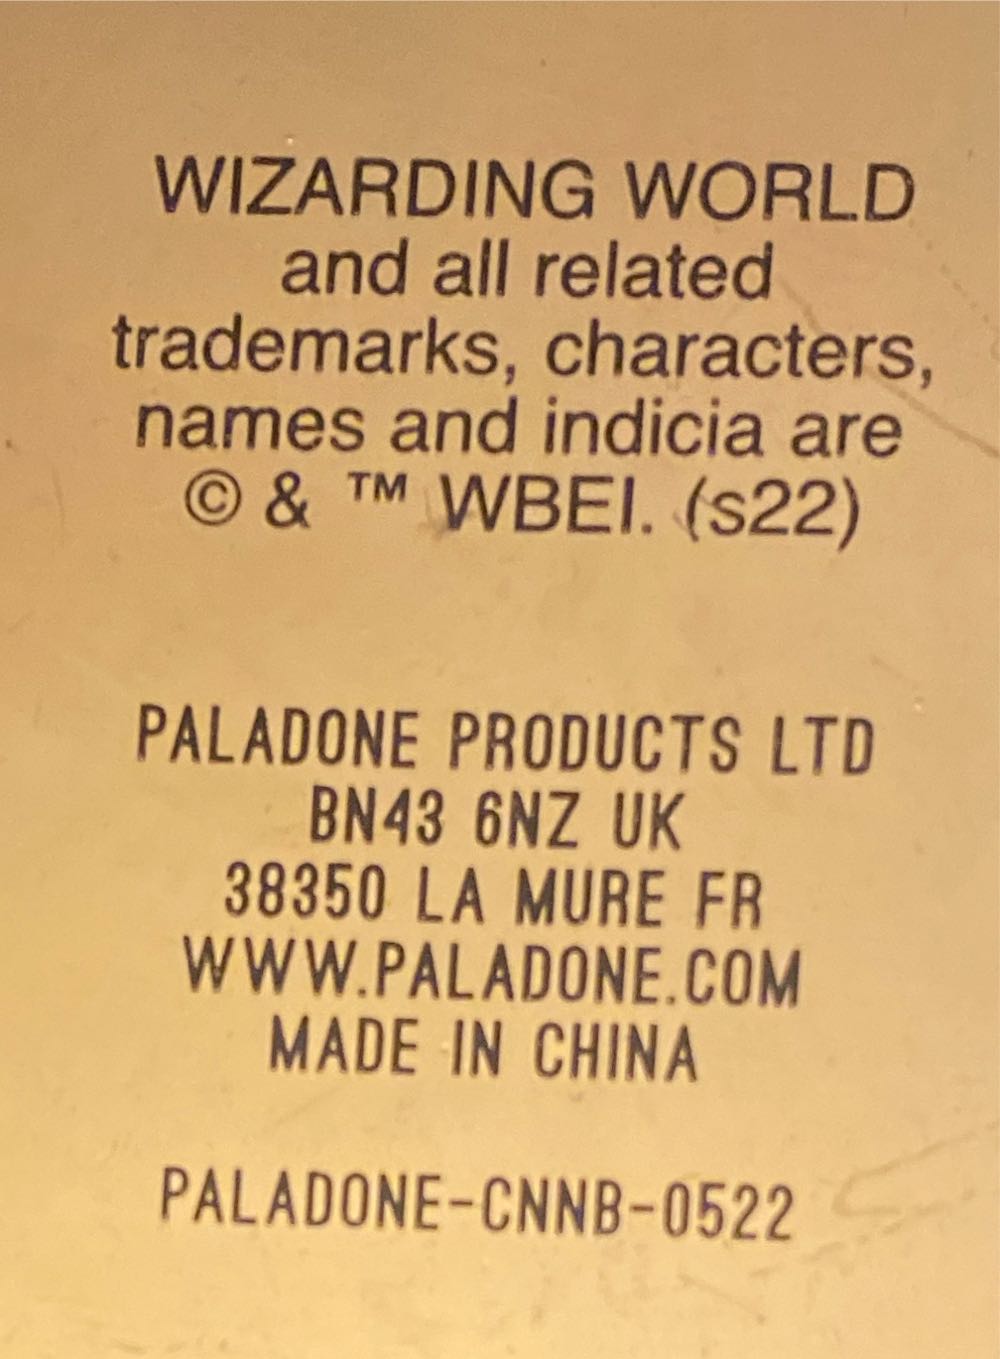 WIZARDING WORLD
and all related
trademarks, characters,
names and indicia are
© & ™ WBEI. (s22)
PALADONE PRODUCTS LTD
BN43 6NZ UK
38350 LA MURE FR
WWW.PALADONE.COM
MADE IN CHINA
PALADONE-CNNB-0522